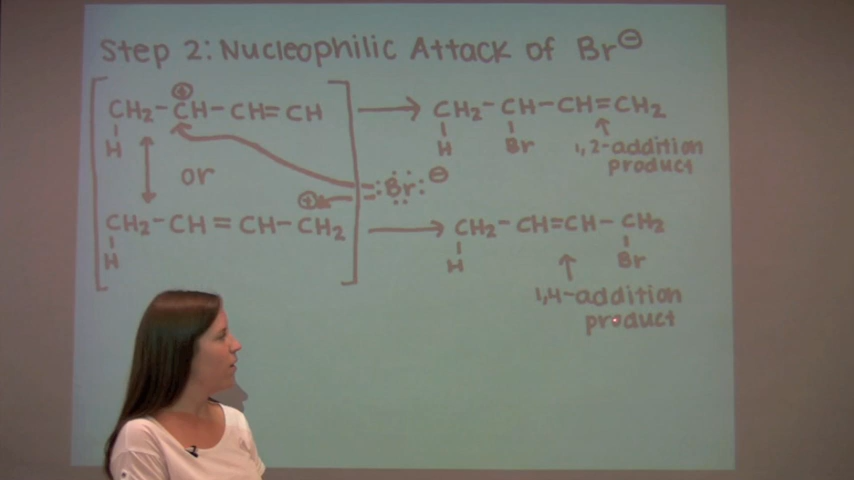 Step 2: Nucleophilic Attack of Br⊖
⊕
CH₂-CH-CH=CH
H
or
⊕
CH₂-CH=CH-CH₂
H
:Br: ⊖
CH₂-CH-CH=CH₂
H Br
1,2-addition
product
CH₂-CH=CH-CH₂
H Br
1,4-addition
product